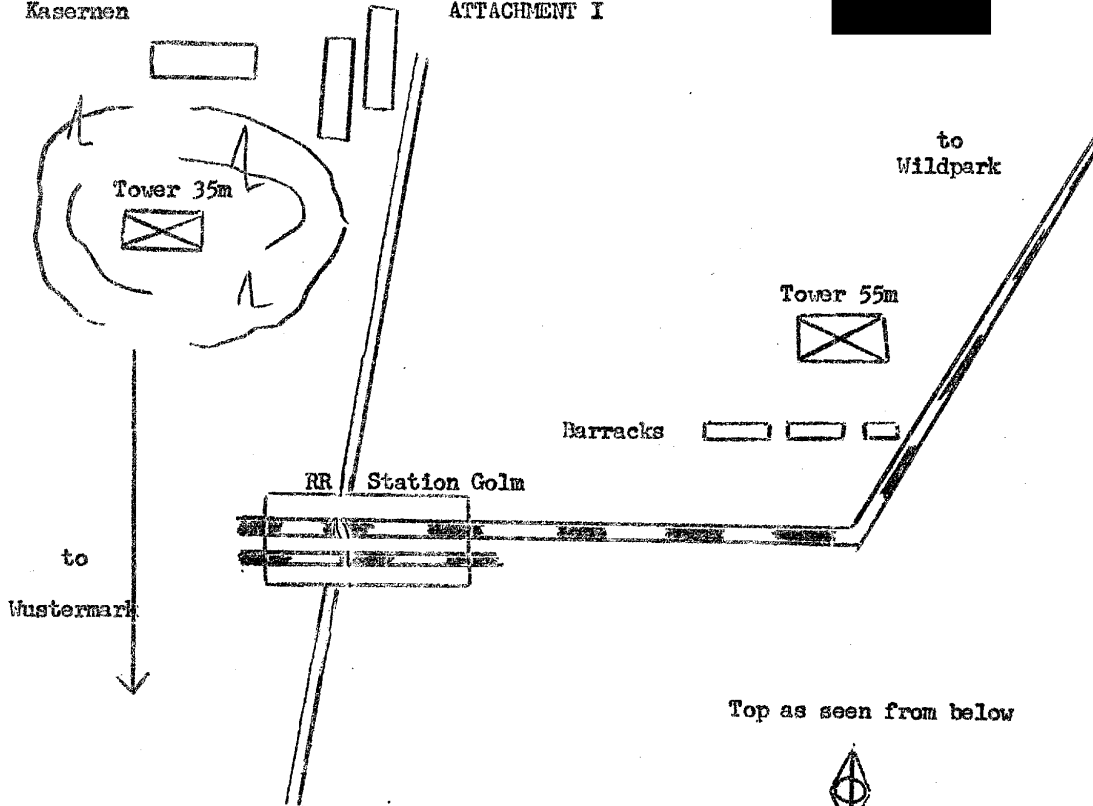 Kasernen
ATTACHMENT I
to
Wildpark
Tower 35m
Tower 55m
Barracks
RR Station Golm
to
Wustermark
Top as seen from below